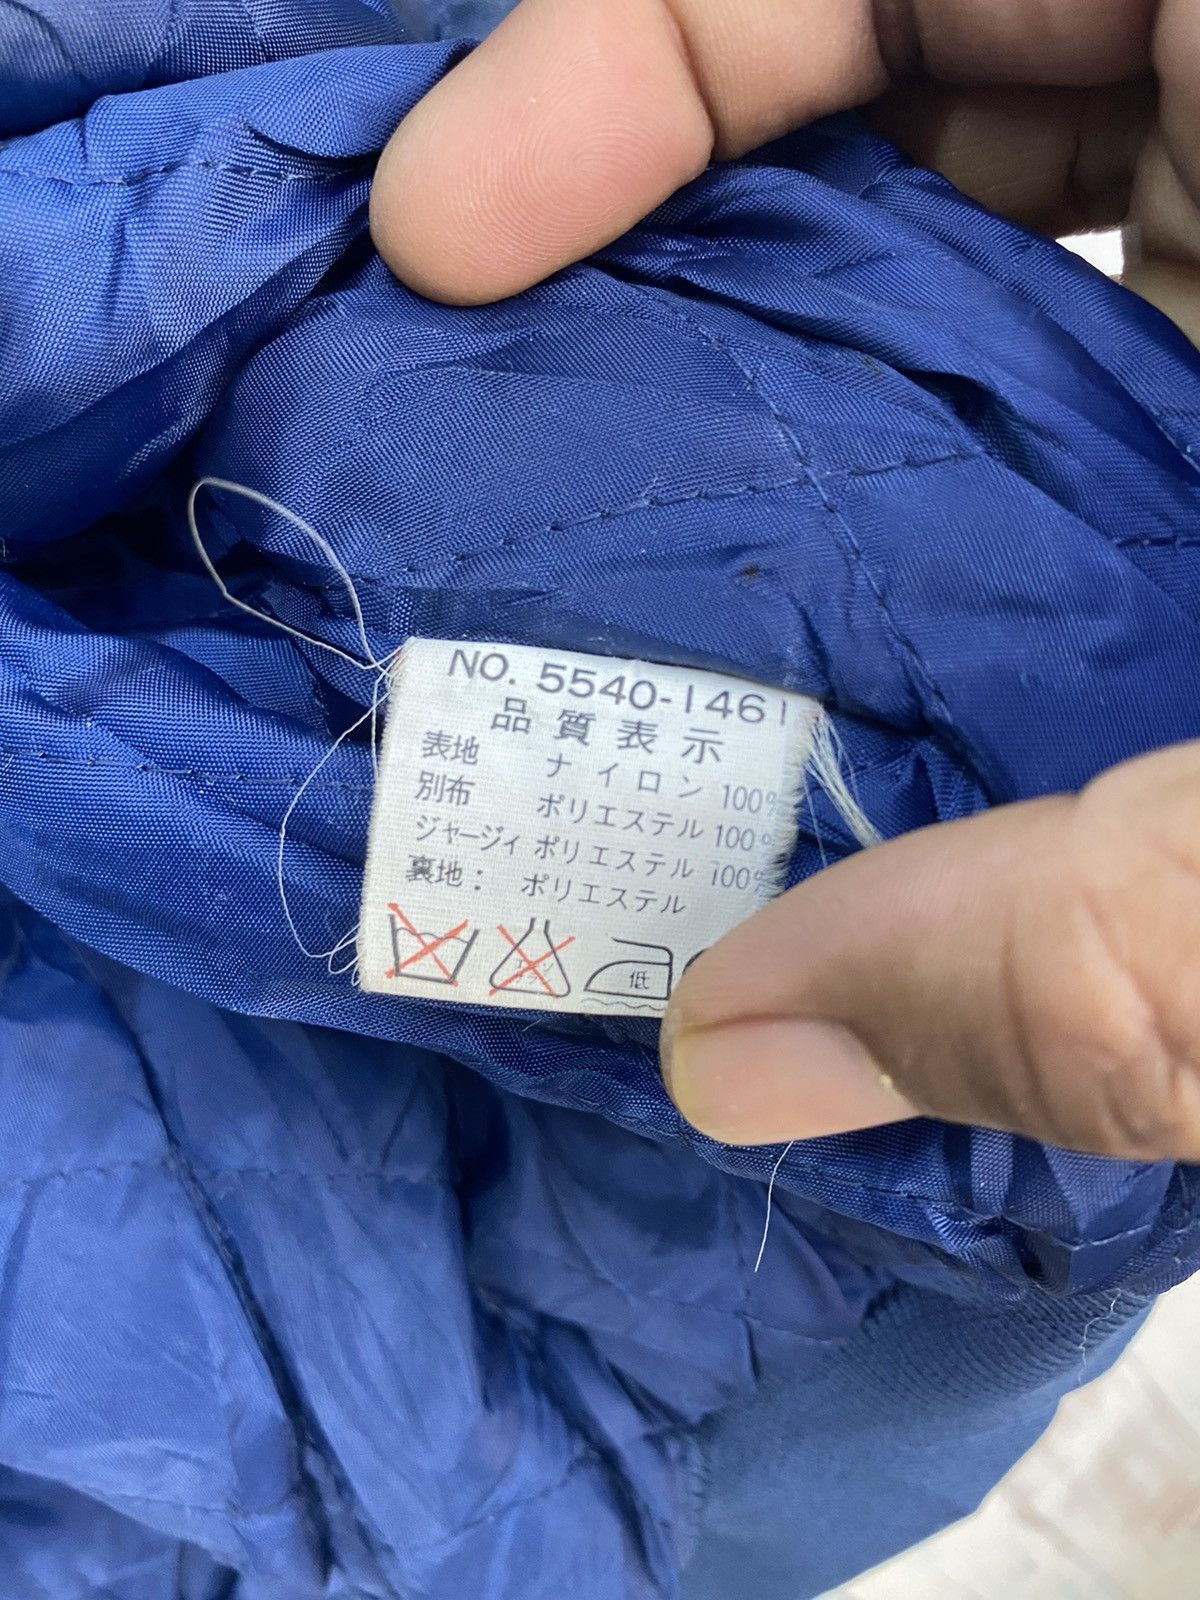 NO. 5540-1461
品質表示
表地 ナイロン 100%
別布 ポリエステル 100%
ジャージィ ポリエステル 100%
裏地: ポリエステル
低